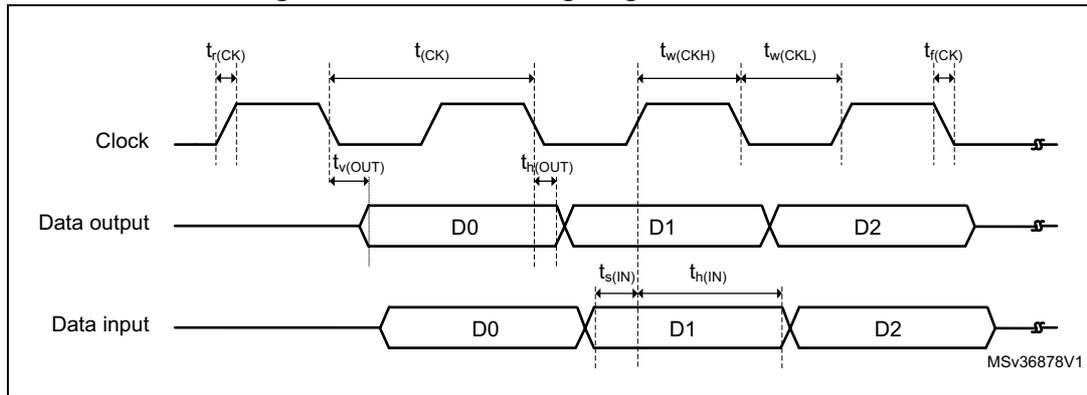 tr(CK) t(CK) tw(CKH) tw(CKL) tf(CK)
Clock
tv(OUT) th(OUT)
Data output D0 D1 D2
ts(IN) th(IN)
Data input D0 D1 D2
MSv36878V1